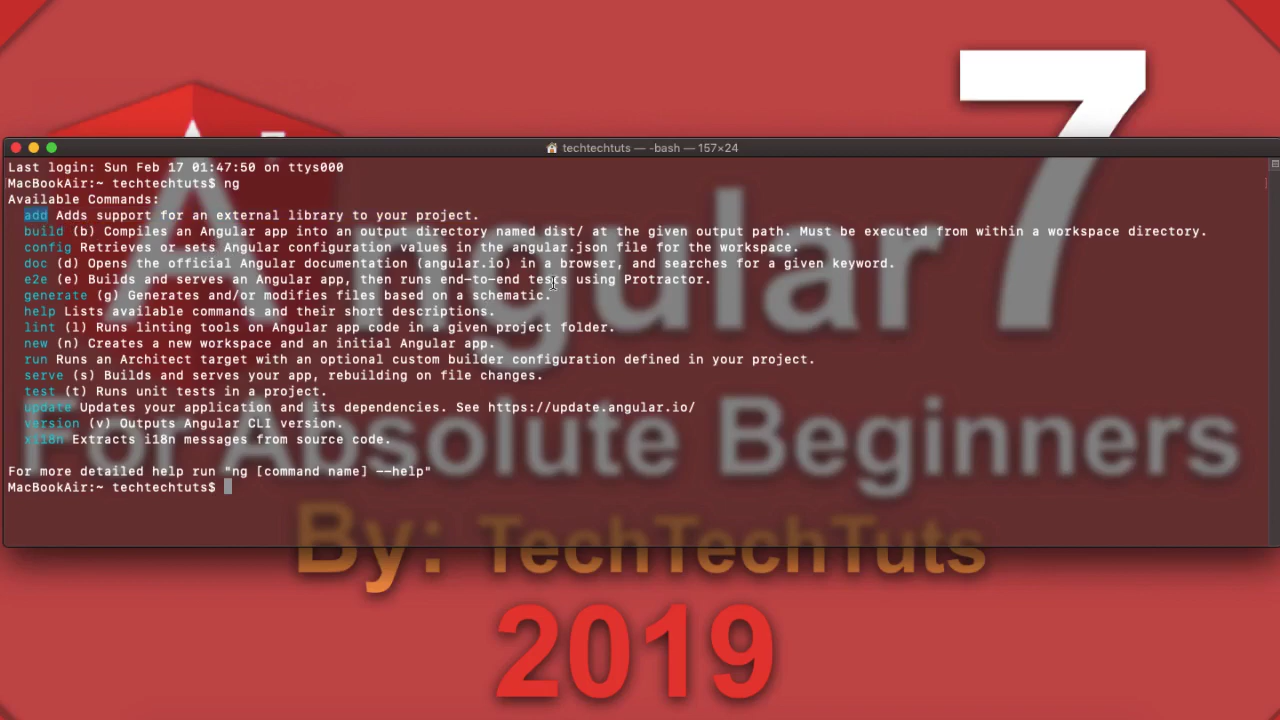 7
techtechtuts — -bash — 157×24
Last login: Sun Feb 17 01:47:50 on ttys000
MacBookAir:~ techtechtuts$ ng
Available Commands:
add Adds support for an external library to your project.
build (b) Compiles an Angular app into an output directory named dist/ at the given output path. Must be executed from within a workspace directory.
config Retrieves or sets Angular configuration values in the angular.json file for the workspace.
doc (d) Opens the official Angular documentation (angular.io) in a browser, and searches for a given keyword.
e2e (e) Builds and serves an Angular app, then runs end-to-end tests using Protractor.
generate (g) Generates and/or modifies files based on a schematic.
help Lists available commands and their short descriptions.
lint (l) Runs linting tools on Angular app code in a given project folder.
new (n) Creates a new workspace and an initial Angular app.
run Runs an Architect target with an optional custom builder configuration defined in your project.
serve (s) Builds and serves your app, rebuilding on file changes.
test (t) Runs unit tests in a project.
update Updates your application and its dependencies. See https://update.angular.io/
version (v) Outputs Angular CLI version.
xi18n Extracts i18n messages from source code.
For more detailed help run "ng [command name] --help"
MacBookAir:~ techtechtuts$
Angular
For Absolute Beginners
By: TechTechTuts
2019